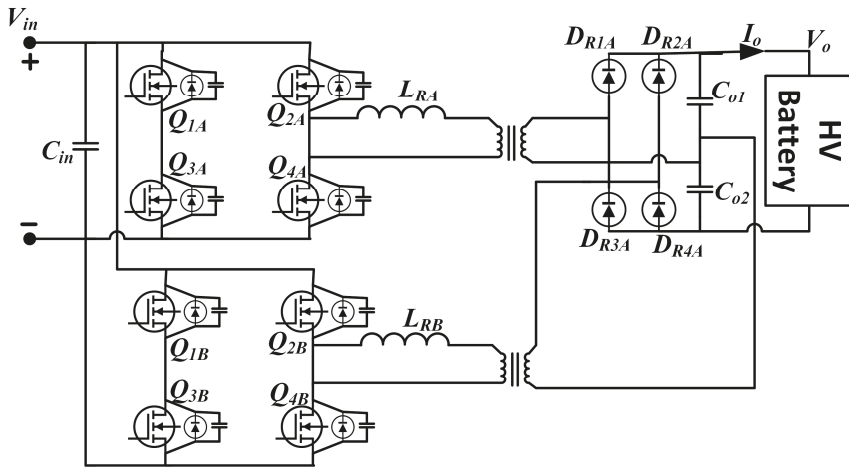 V_in
+
−
C_in
Q_1A
Q_2A
Q_3A
Q_4A
L_RA
D_R1A
D_R2A
I_o
V_o
C_o1
C_o2
HV
Battery
D_R3A
D_R4A
Q_1B
Q_2B
Q_3B
Q_4B
L_RB